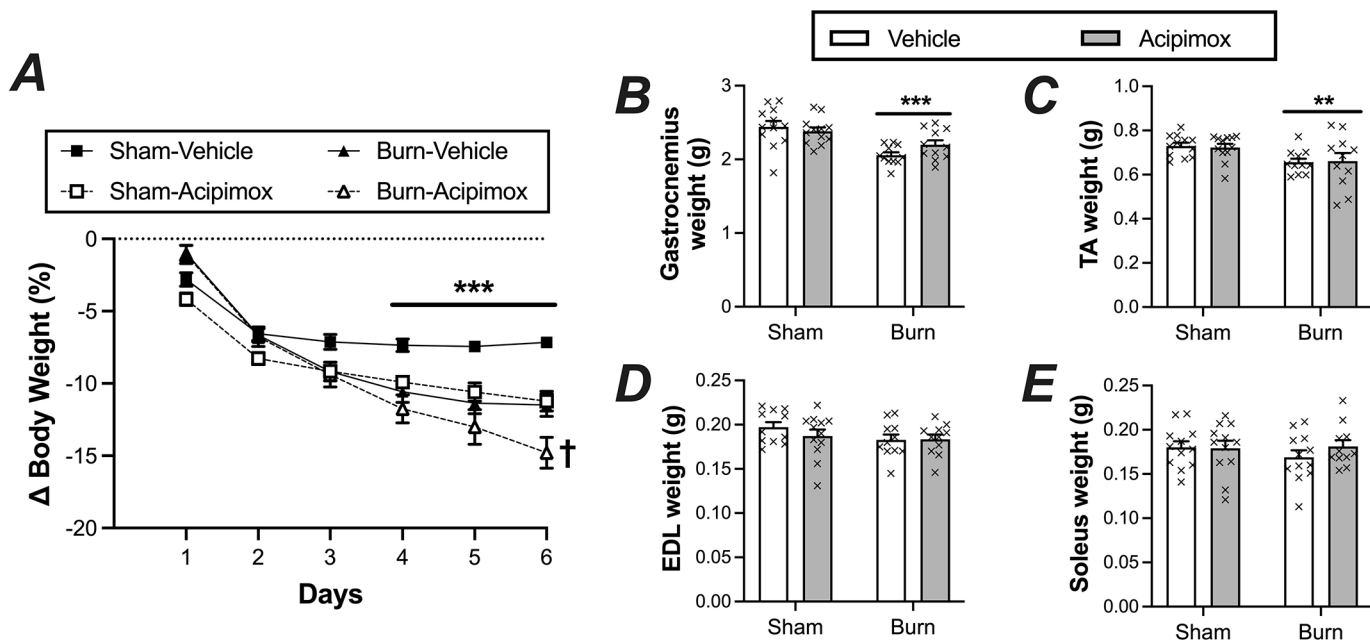 Vehicle Acipimox
A
Sham-Vehicle Burn-Vehicle
Sham-Acipimox Burn-Acipimox
Δ Body Weight (%)
0
-5
-10
-15
-20
***
†
1 2 3 4 5 6
Days
B
Gastrocnemius
weight (g)
3
2
1
0
***
Sham Burn
C
TA weight (g)
1.0
0.8
0.6
0.4
0.2
0.0
**
Sham Burn
D
EDL weight (g)
0.25
0.20
0.15
0.10
0.05
0.00
Sham Burn
E
Soleus weight (g)
0.25
0.20
0.15
0.10
0.05
0.00
Sham Burn